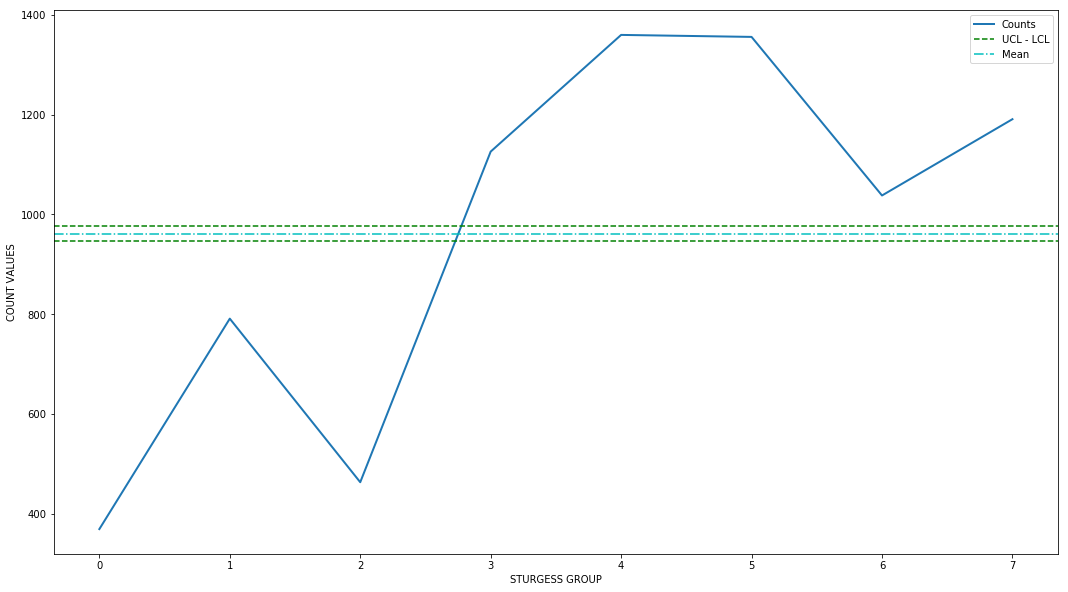 1400
1200
1000
800
600
400
COUNT VALUES
0 1 2 3 4 5 6 7
STURGESS GROUP
Counts
UCL - LCL
Mean